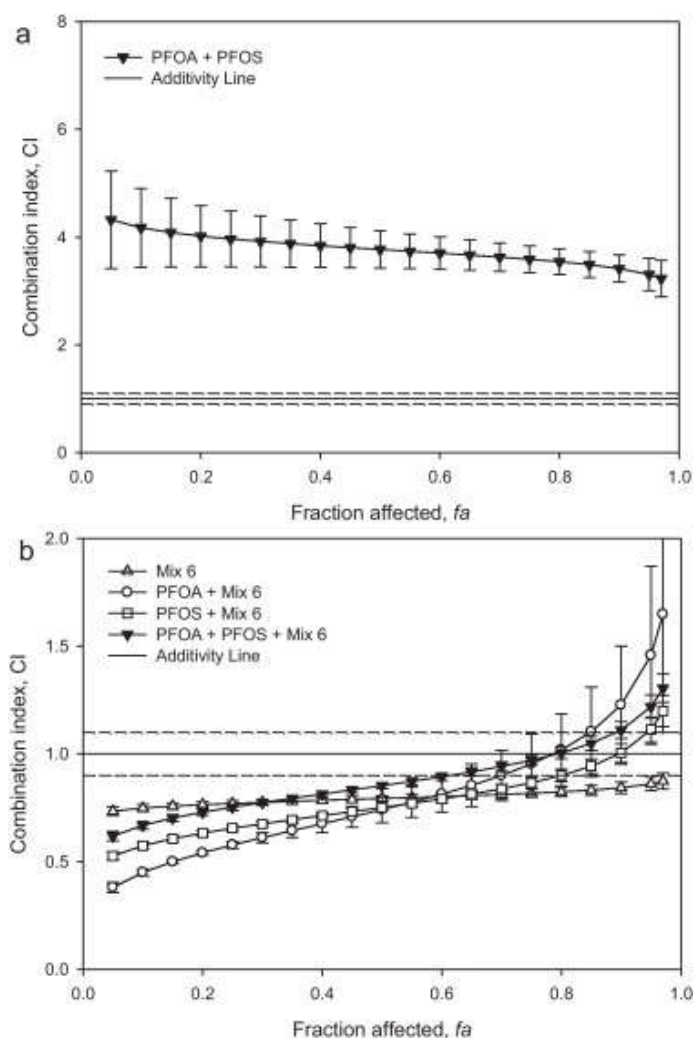 a
8
6
4
2
0
Combination index, CI
PFOA + PFOS
Additivity Line
0.0 0.2 0.4 0.6 0.8 1.0
Fraction affected, fa
b
2.0
1.5
1.0
0.5
0.0
Combination index, CI
Mix 6
PFOA + Mix 6
PFOS + Mix 6
PFOA + PFOS + Mix 6
Additivity Line
0.0 0.2 0.4 0.6 0.8 1.0
Fraction affected, fa